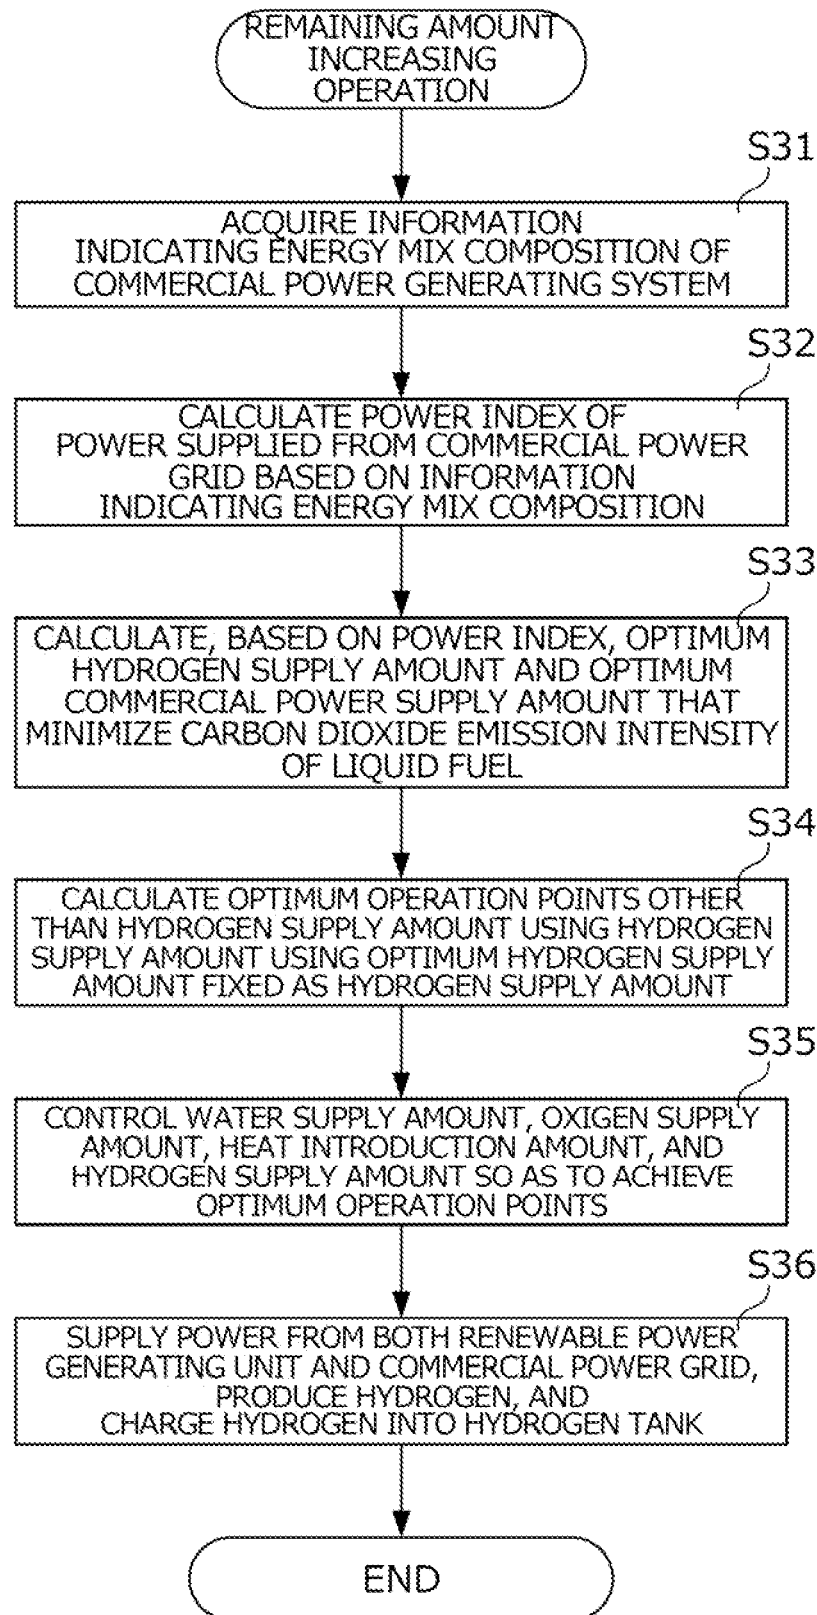 REMAINING AMOUNT
INCREASING
OPERATION
S31
ACQUIRE INFORMATION
INDICATING ENERGY MIX COMPOSITION OF
COMMERCIAL POWER GENERATING SYSTEM
S32
CALCULATE POWER INDEX OF
POWER SUPPLIED FROM COMMERCIAL POWER
GRID BASED ON INFORMATION
INDICATING ENERGY MIX COMPOSITION
S33
CALCULATE, BASED ON POWER INDEX, OPTIMUM
HYDROGEN SUPPLY AMOUNT AND OPTIMUM
COMMERCIAL POWER SUPPLY AMOUNT THAT
MINIMIZE CARBON DIOXIDE EMISSION INTENSITY
OF LIQUID FUEL
S34
CALCULATE OPTIMUM OPERATION POINTS OTHER
THAN HYDROGEN SUPPLY AMOUNT USING HYDROGEN
SUPPLY AMOUNT USING OPTIMUM HYDROGEN SUPPLY
AMOUNT FIXED AS HYDROGEN SUPPLY AMOUNT
S35
CONTROL WATER SUPPLY AMOUNT, OXIGEN SUPPLY
AMOUNT, HEAT INTRODUCTION AMOUNT, AND
HYDROGEN SUPPLY AMOUNT SO AS TO ACHIEVE
OPTIMUM OPERATION POINTS
S36
SUPPLY POWER FROM BOTH RENEWABLE POWER
GENERATING UNIT AND COMMERCIAL POWER GRID,
PRODUCE HYDROGEN, AND
CHARGE HYDROGEN INTO HYDROGEN TANK
END